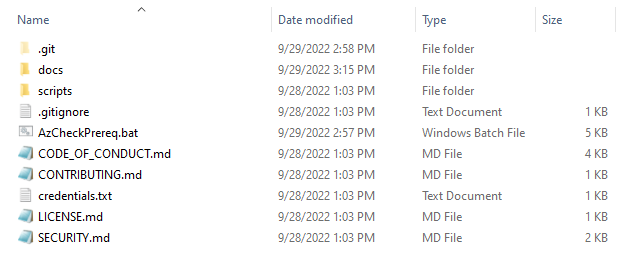 Name Date modified Type Size
.git 9/29/2022 2:58 PM File folder
docs 9/29/2022 3:15 PM File folder
scripts 9/28/2022 1:03 PM File folder
.gitignore 9/28/2022 1:03 PM Text Document 1 KB
AzCheckPrereq.bat 9/29/2022 2:57 PM Windows Batch File 5 KB
CODE_OF_CONDUCT.md 9/28/2022 1:03 PM MD File 4 KB
CONTRIBUTING.md 9/28/2022 1:03 PM MD File 1 KB
credentials.txt 9/28/2022 1:03 PM Text Document 1 KB
LICENSE.md 9/28/2022 1:03 PM MD File 1 KB
SECURITY.md 9/28/2022 1:03 PM MD File 2 KB